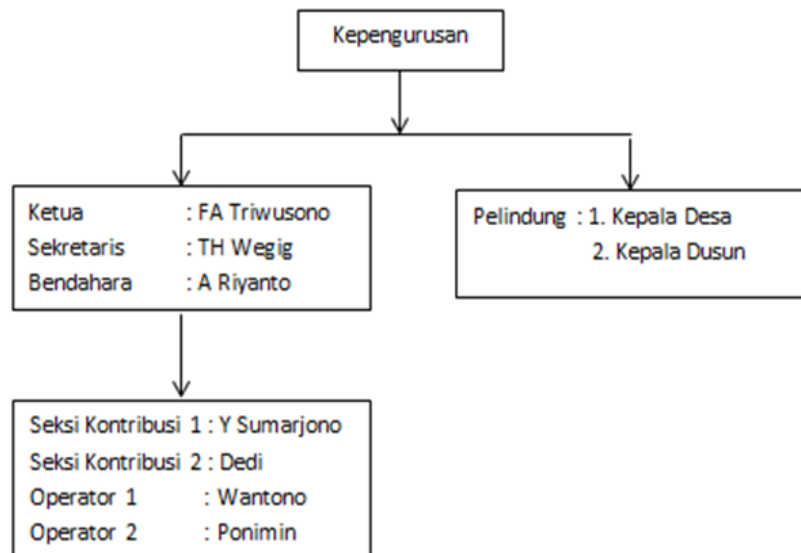 Kepengurusan
Ketua : FA Triwusono
Sekretaris : TH Wegig
Bendahara : A Riyanto
Pelindung : 1. Kepala Desa
2. Kepala Dusun
Seksi Kontribusi 1 : Y Sumarjono
Seksi Kontribusi 2 : Dedi
Operator 1 : Wantono
Operator 2 : Ponimin